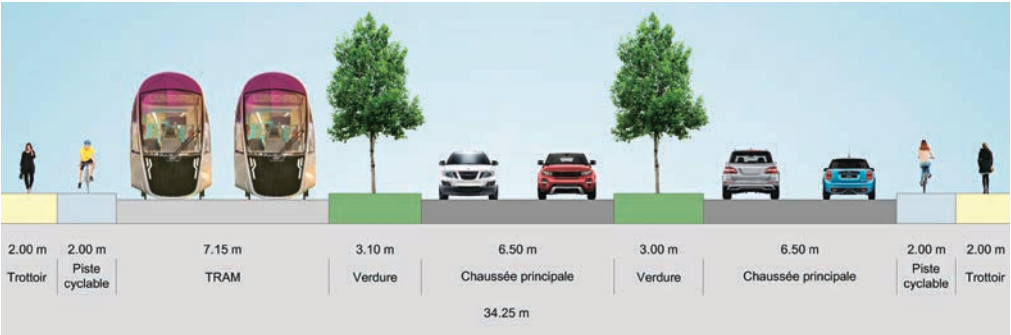 2.00 m 2.00 m 7.15 m 3.10 m 6.50 m 3.00 m 6.50 m 2.00 m 2.00 m
Trottoir Piste cyclable TRAM Verdure Chaussée principale Verdure Chaussée principale Piste cyclable Trottoir
34.25 m